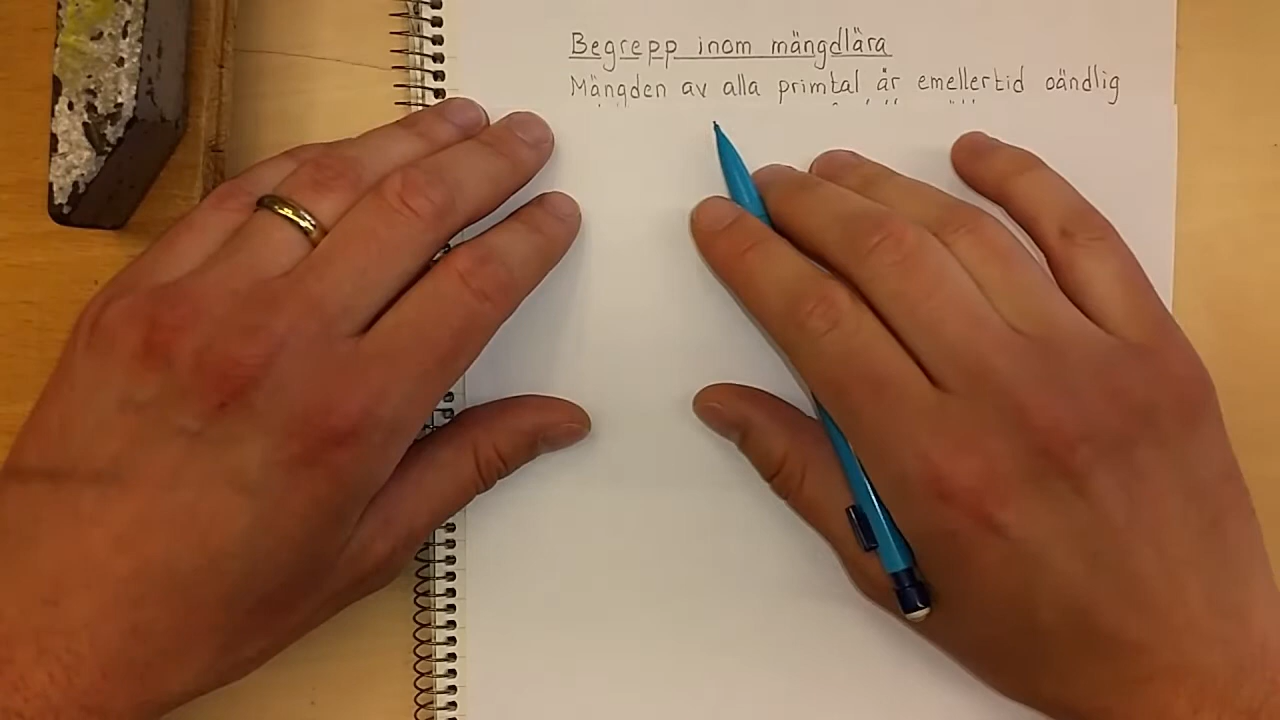 Begrepp inom mängdlära
Mängden av alla primtal är emellertid oändlig